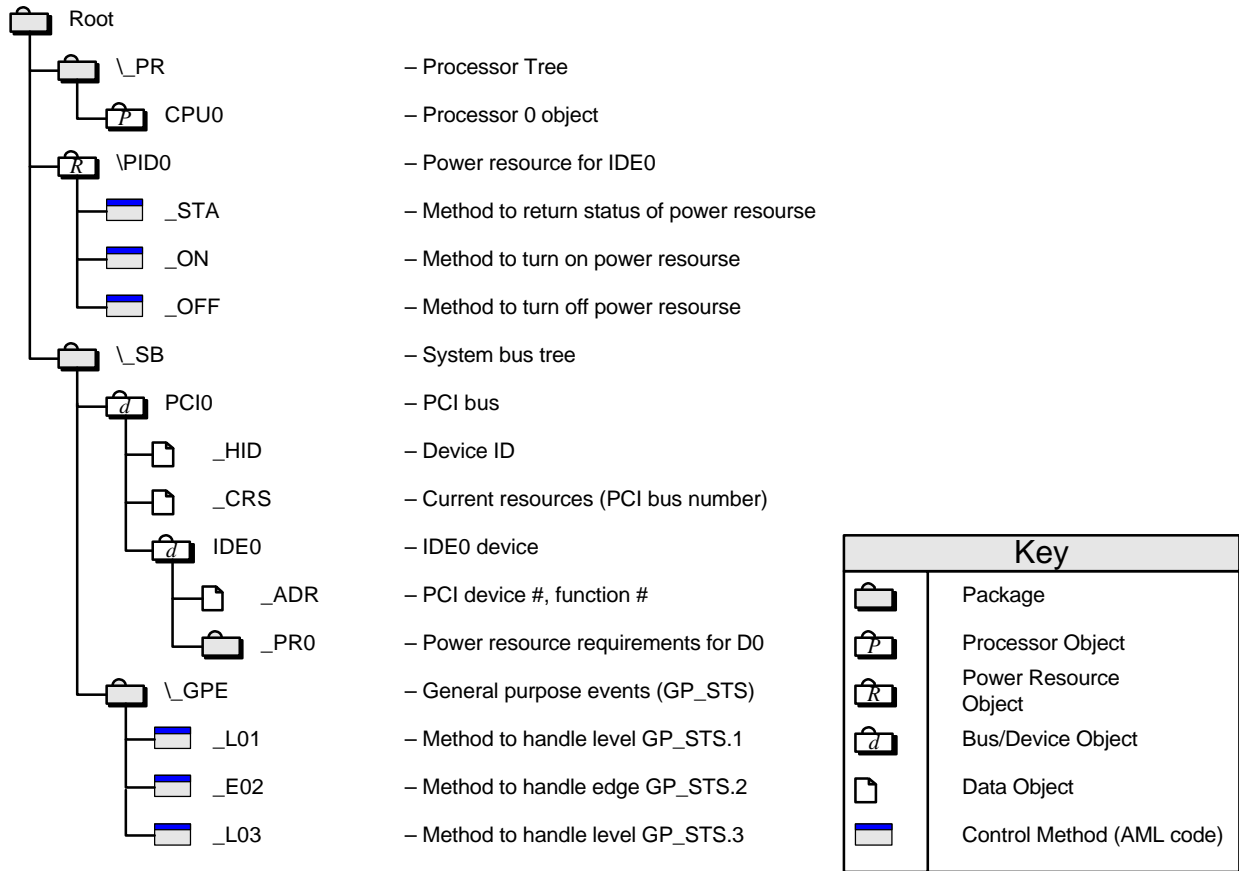 Root
\_PR – Processor Tree
P CPU0 – Processor 0 object
R \PID0 – Power resource for IDE0
_STA – Method to return status of power resourse
_ON – Method to turn on power resourse
_OFF – Method to turn off power resourse
\_SB – System bus tree
d PCI0 – PCI bus
_HID – Device ID
_CRS – Current resources (PCI bus number)
d IDE0 – IDE0 device
_ADR – PCI device #, function #
_PR0 – Power resource requirements for D0
\_GPE – General purpose events (GP_STS)
_L01 – Method to handle level GP_STS.1
_E02 – Method to handle edge GP_STS.2
_L03 – Method to handle level GP_STS.3
Key
Package
P Processor Object
R Power Resource
Object
d Bus/Device Object
Data Object
Control Method (AML code)